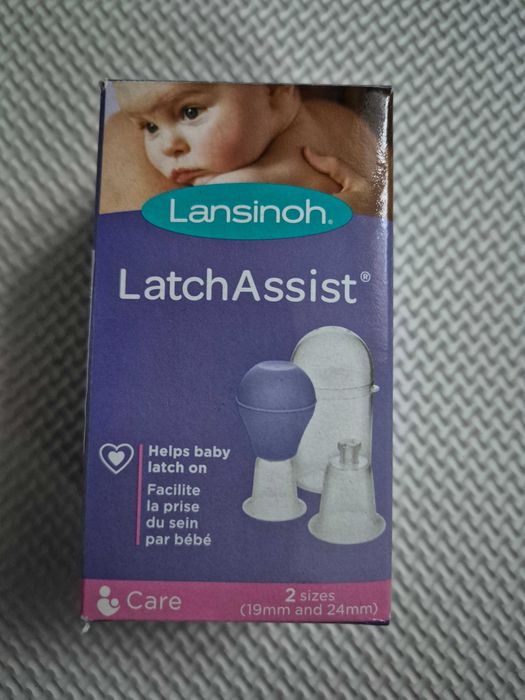 Lansinoh®
LatchAssist®
Helps baby
latch on
Facilite
la prise
du sein
par bébé
Care
2 sizes
(19mm and 24mm)